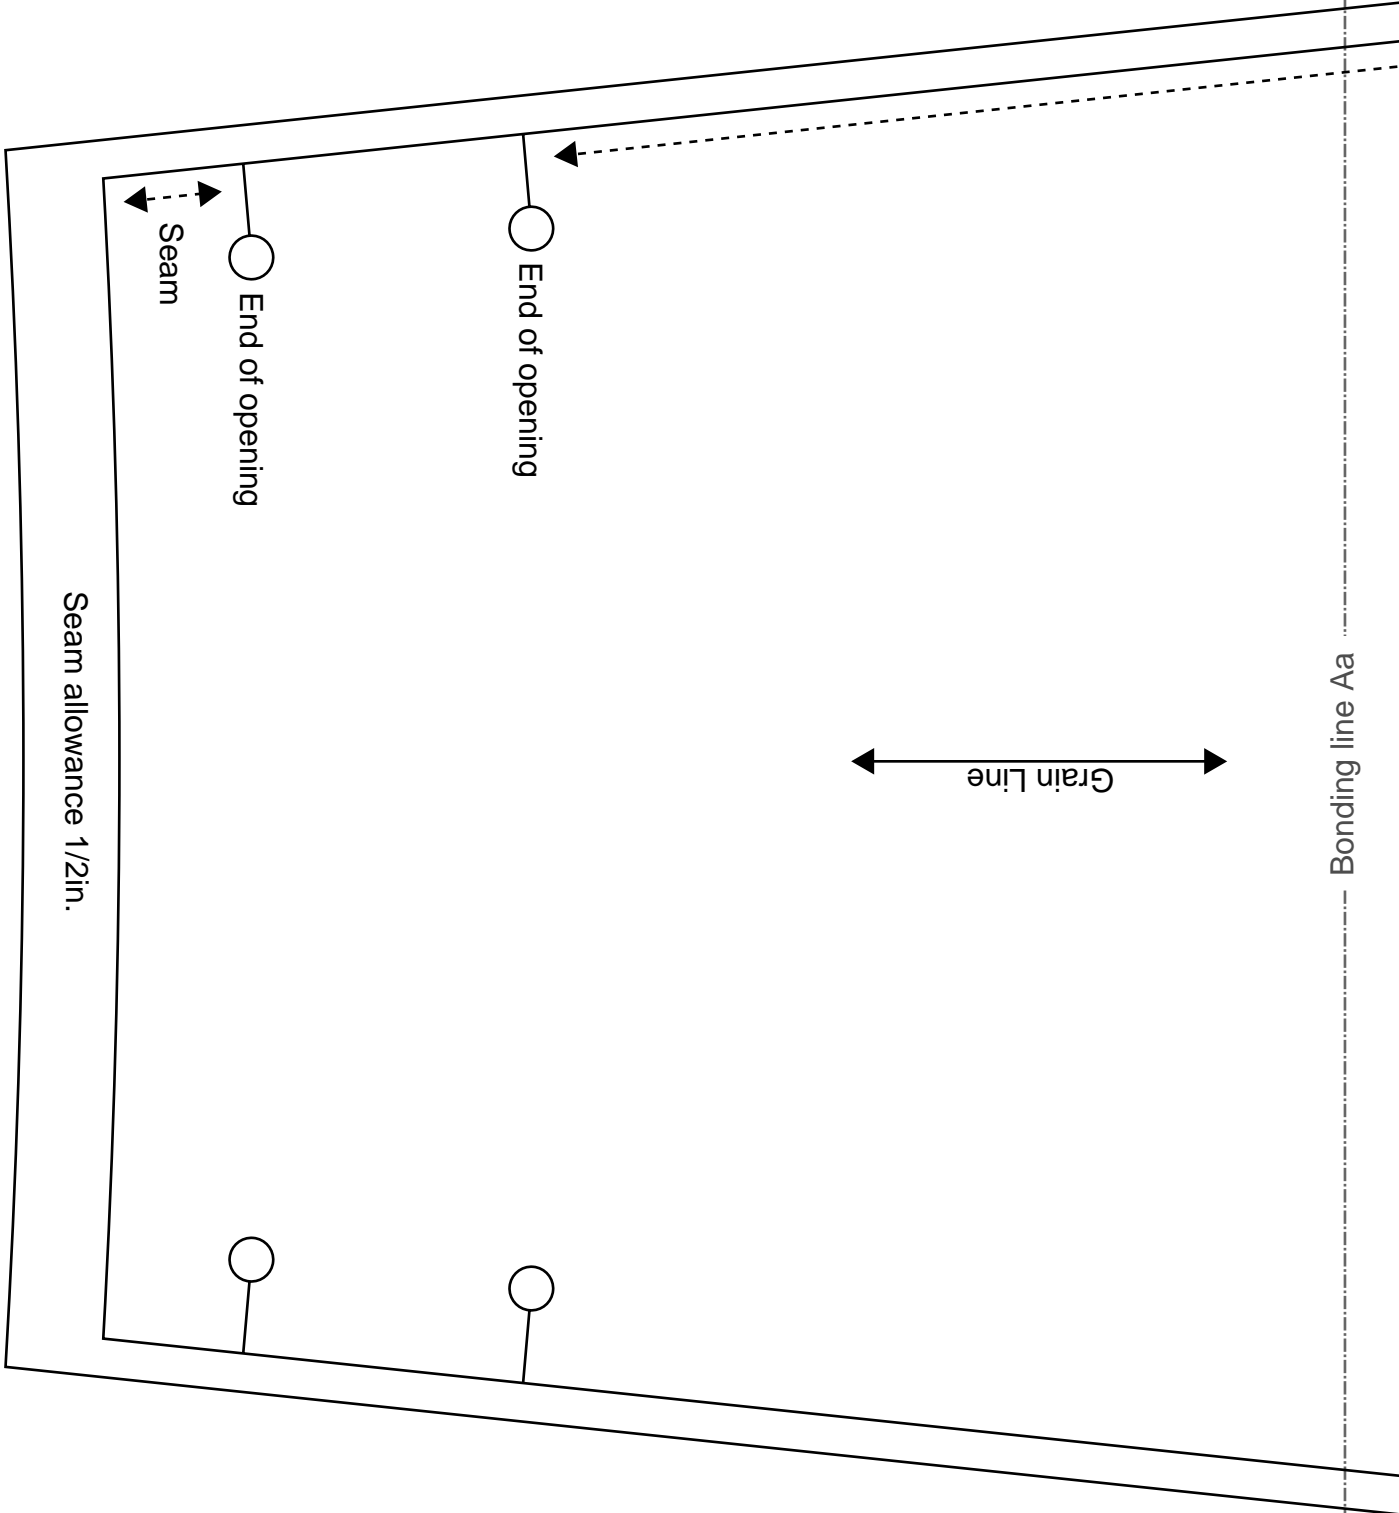 Seam
End of opening
End of opening
Seam allowance 1/2in.
Grain Line
Bonding line Aa